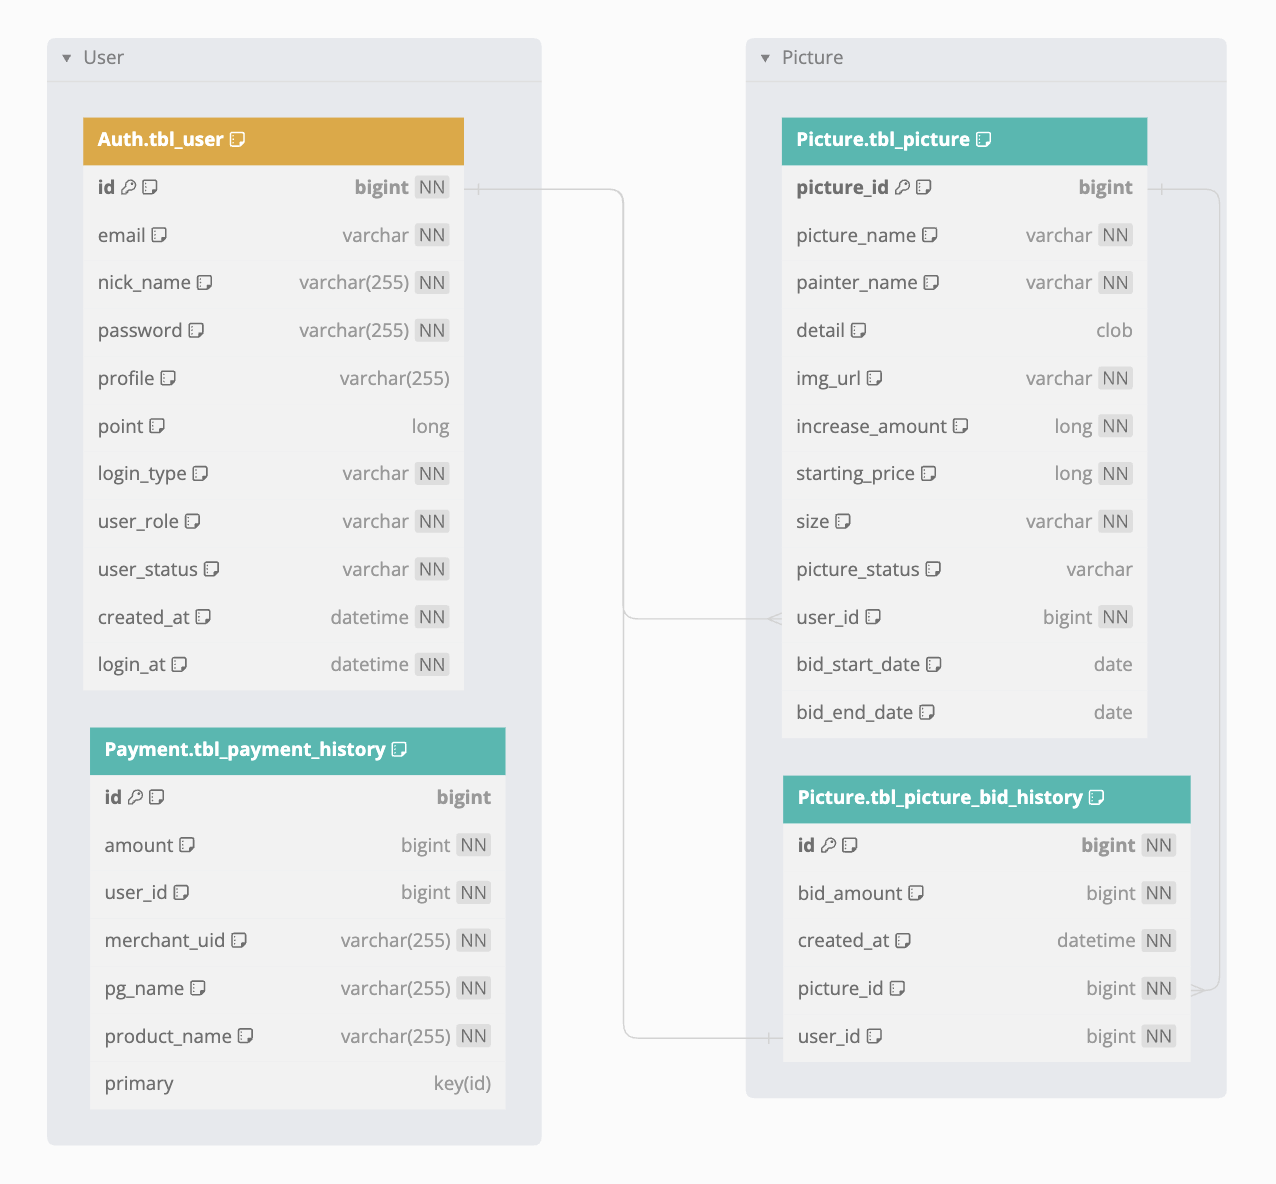 User
Auth.tbl_user
id bigint NN
email varchar NN
nick_name varchar(255) NN
password varchar(255) NN
profile varchar(255)
point long
login_type varchar NN
user_role varchar NN
user_status varchar NN
created_at datetime NN
login_at datetime NN
Payment.tbl_payment_history
id bigint
amount bigint NN
user_id bigint NN
merchant_uid varchar(255) NN
pg_name varchar(255) NN
product_name varchar(255) NN
primary key(id)
Picture
Picture.tbl_picture
picture_id bigint
picture_name varchar NN
painter_name varchar NN
detail clob
img_url varchar NN
increase_amount long NN
starting_price long NN
size varchar NN
picture_status varchar
user_id bigint NN
bid_start_date date
bid_end_date date
Picture.tbl_picture_bid_history
id bigint NN
bid_amount bigint NN
created_at datetime NN
picture_id bigint NN
user_id bigint NN